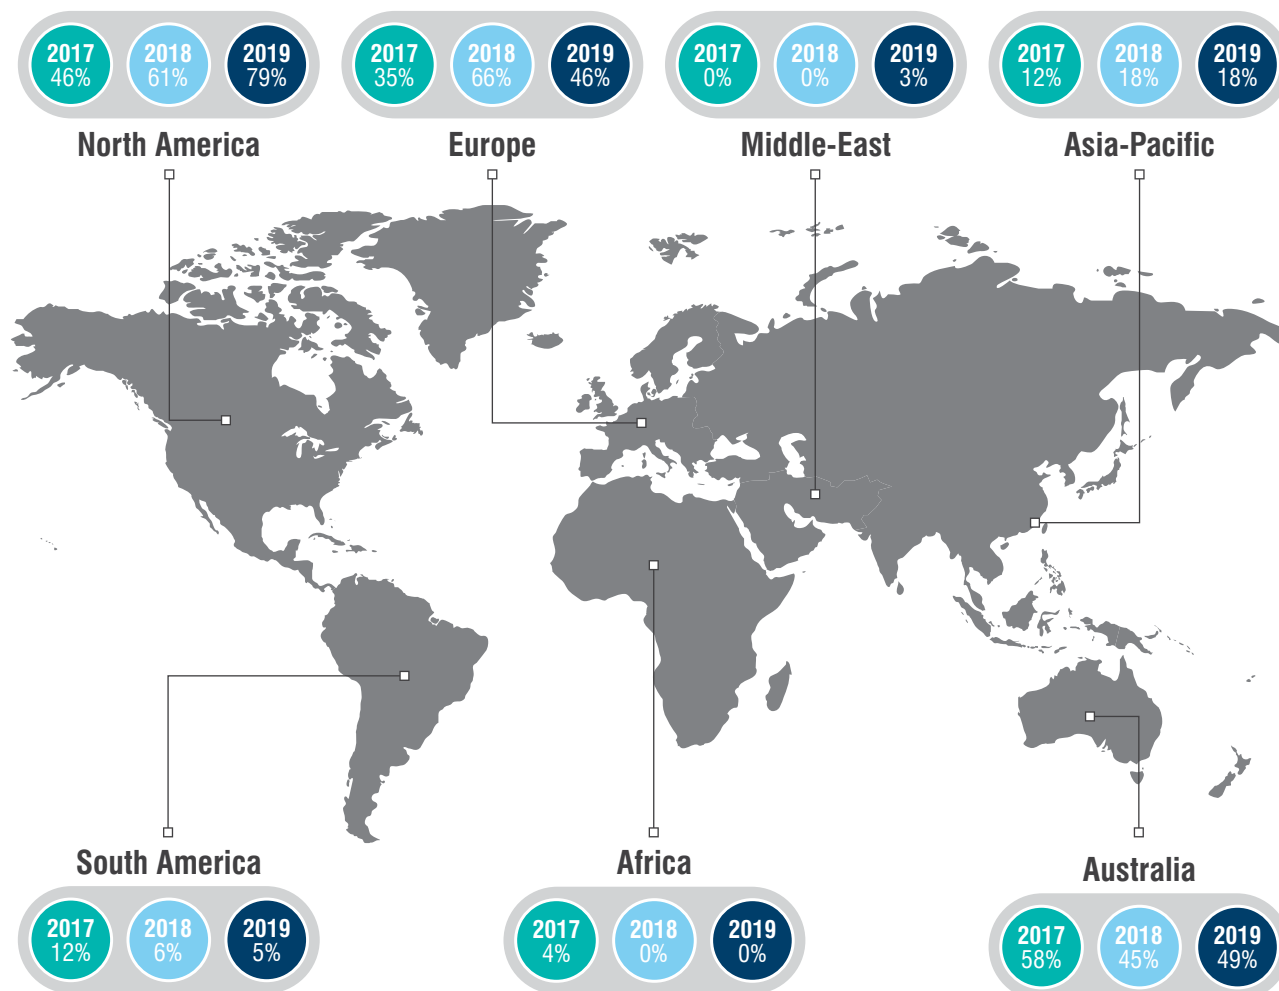 2017 2018 2019
46% 61% 79%
North America
2017 2018 2019
35% 66% 46%
Europe
2017 2018 2019
0% 0% 3%
Middle-East
2017 2018 2019
12% 18% 18%
Asia-Pacific
South America
2017 2018 2019
12% 6% 5%
Africa
2017 2018 2019
4% 0% 0%
Australia
2017 2018 2019
58% 45% 49%